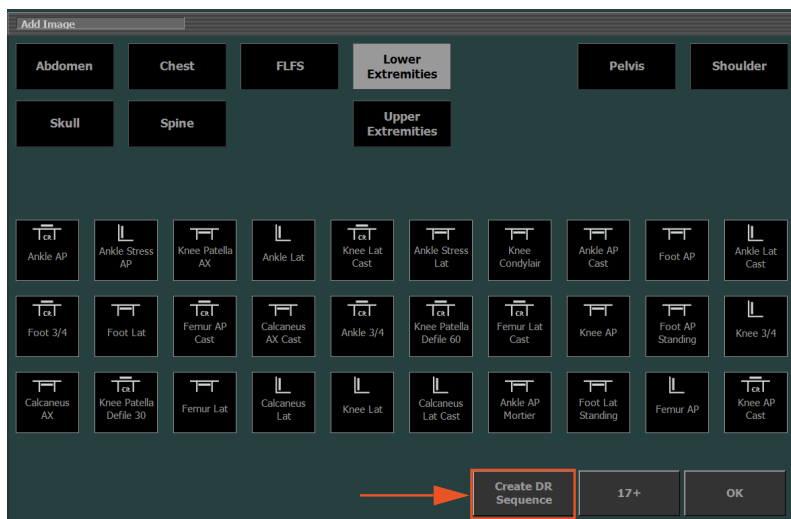 Add Image
Abdomen
Chest
FLFS
Lower
Extremities
Pelvis
Shoulder
Skull
Spine
Upper
Extremities
CR
Ankle AP
Ankle Stress
AP
Knee Patella
AX
Ankle Lat
CR
Knee Lat
Cast
Ankle Stress
Lat
Knee
Condylair
Ankle AP
Cast
Foot AP
Ankle Lat
Cast
CR
Foot 3/4
Foot Lat
CR
Femur AP
Cast
Calcaneus
AX Cast
CR
Ankle 3/4
CR
Knee Patella
Defile 60
CR
Femur Lat
Cast
Knee AP
Foot AP
Standing
Knee 3/4
Calcaneus
AX
CR
Knee Patella
Defile 30
Femur Lat
Calcaneus
Lat
Knee Lat
Calcaneus
Lat Cast
Ankle AP
Mortier
Foot Lat
Standing
Femur AP
CR
Knee AP
Cast
Create DR
Sequence
17+
OK